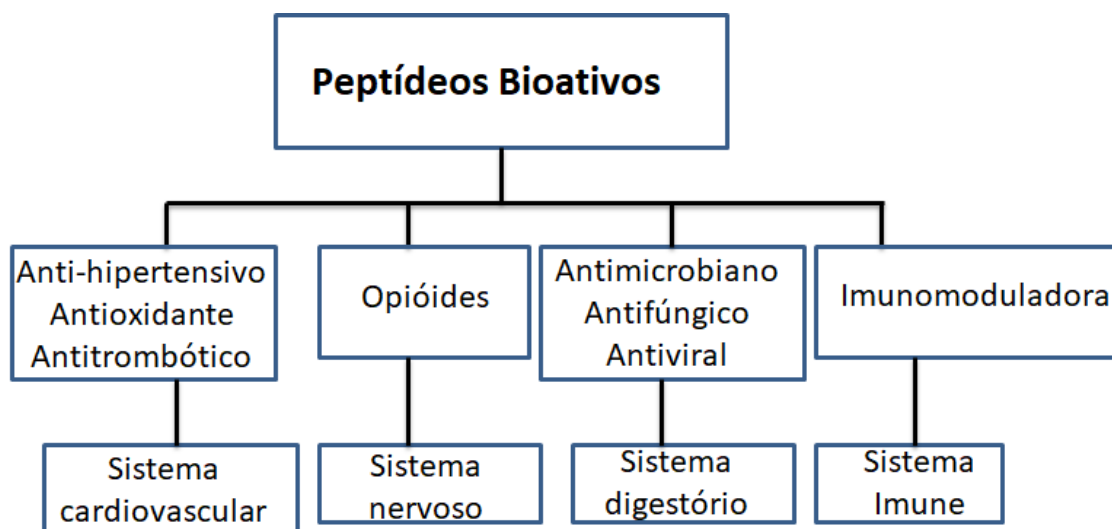 Peptídeos Bioativos
Anti-hipertensivo
Antioxidante
Antitrombótico
Opióides
Antimicrobiano
Antifúngico
Antiviral
Imunomoduladora
Sistema
cardiovascular
Sistema
nervoso
Sistema
digestório
Sistema
Imune